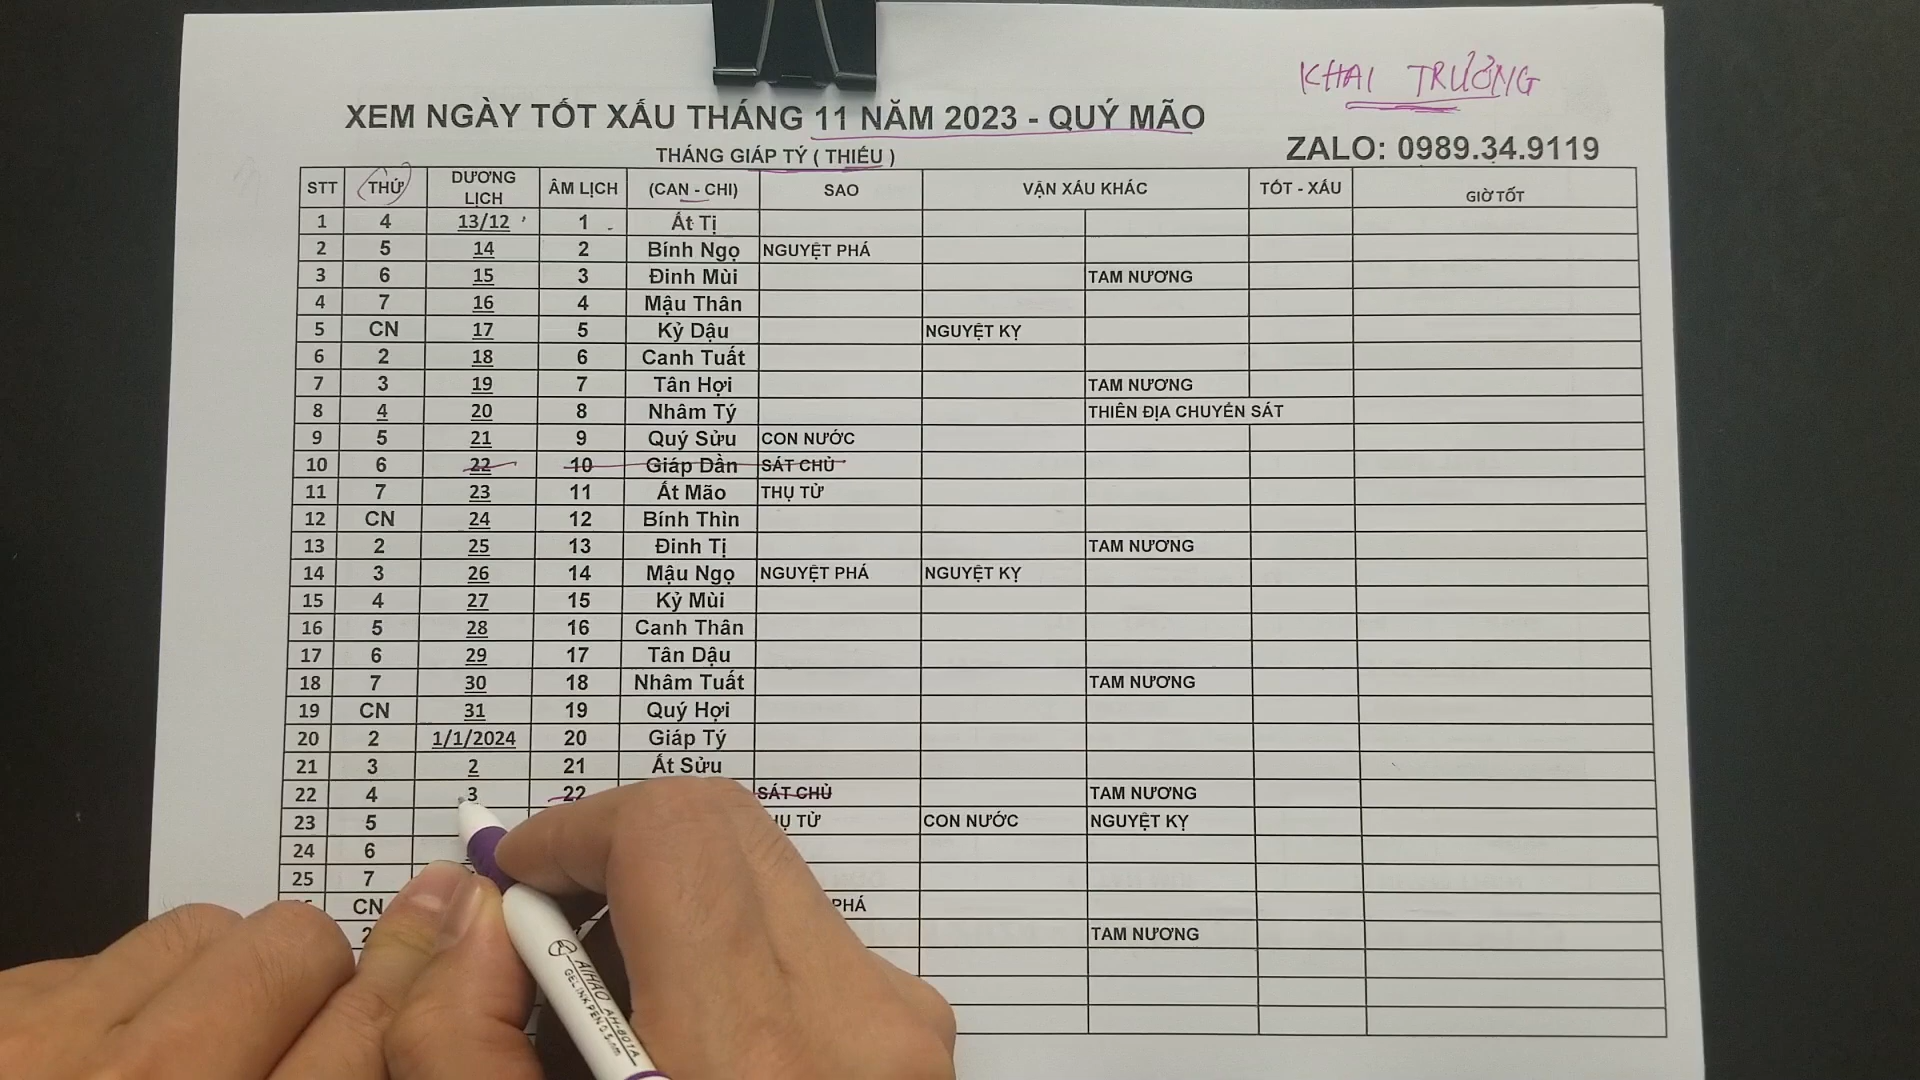 KHAI TRƯƠNG
XEM NGÀY TỐT XẤU THÁNG 11 NĂM 2023 - QUÝ MÃO
ZALO: 0989.34.9119
THÁNG GIÁP TÝ ( THIẾU )
STT THỨ DƯƠNG LỊCH ÂM LỊCH (CAN - CHI) SAO VẬN XẤU KHÁC TỐT - XẤU GIỜ TỐT
1 4 13/12 1 Ất Tị
2 5 14 2 Bính Ngọ NGUYỆT PHÁ
3 6 15 3 Đinh Mùi TAM NƯƠNG
4 7 16 4 Mậu Thân
5 CN 17 5 Kỷ Dậu NGUYỆT KỴ
6 2 18 6 Canh Tuất
7 3 19 7 Tân Hợi TAM NƯƠNG
8 4 20 8 Nhâm Tý THIÊN ĐỊA CHUYỂN SÁT
9 5 21 9 Quý Sửu CON NƯỚC
10 6 22 10 Giáp Dần SÁT CHỦ
11 7 23 11 Ất Mão THỤ TỬ
12 CN 24 12 Bính Thìn
13 2 25 13 Đinh Tị TAM NƯƠNG
14 3 26 14 Mậu Ngọ NGUYỆT PHÁ NGUYỆT KỴ
15 4 27 15 Kỷ Mùi
16 5 28 16 Canh Thân
17 6 29 17 Tân Dậu
18 7 30 18 Nhâm Tuất TAM NƯƠNG
19 CN 31 19 Quý Hợi
20 2 1/1/2024 20 Giáp Tý
21 3 2 21 Ất Sửu
22 4 3 22 SÁT CHỦ TAM NƯƠNG
23 5 TỬ CON NƯỚC NGUYỆT KỴ
24 6
25 7
CN PHÁ
2 TAM NƯƠNG
AIHAO AH-801A
GEL INK PEN 0.5mm